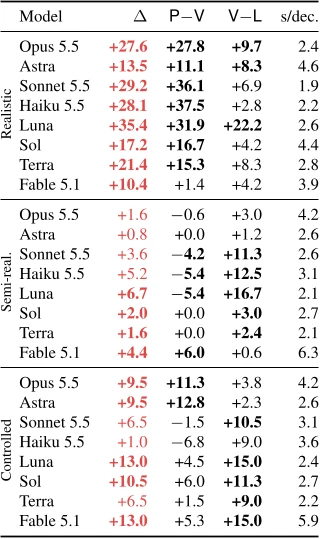 Model Δ P−V V−L s/dec.
Realistic
Opus 5.5 +27.6 +27.8 +9.7 2.4
Astra +13.5 +11.1 +8.3 4.6
Sonnet 5.5 +29.2 +36.1 +6.9 1.9
Haiku 5.5 +28.1 +37.5 +2.8 2.2
Luna +35.4 +31.9 +22.2 2.6
Sol +17.2 +16.7 +4.2 4.4
Terra +21.4 +15.3 +8.3 2.8
Fable 5.1 +10.4 +1.4 +4.2 3.9
Semi-real.
Opus 5.5 +1.6 −0.6 +3.0 4.2
Astra +0.8 +0.0 +1.2 2.6
Sonnet 5.5 +3.6 −4.2 +11.3 2.6
Haiku 5.5 +5.2 −5.4 +12.5 3.1
Luna +6.7 −5.4 +16.7 2.1
Sol +2.0 +0.0 +3.0 2.7
Terra +1.6 +0.0 +2.4 2.1
Fable 5.1 +4.4 +6.0 +0.6 6.3
Controlled
Opus 5.5 +9.5 +11.3 +3.8 4.2
Astra +9.5 +12.8 +2.3 2.6
Sonnet 5.5 +6.5 −1.5 +10.5 3.1
Haiku 5.5 +1.0 −6.8 +9.0 3.6
Luna +13.0 +4.5 +15.0 2.4
Sol +10.5 +6.0 +11.3 2.7
Terra +6.5 +1.5 +9.0 2.2
Fable 5.1 +13.0 +5.3 +15.0 5.9